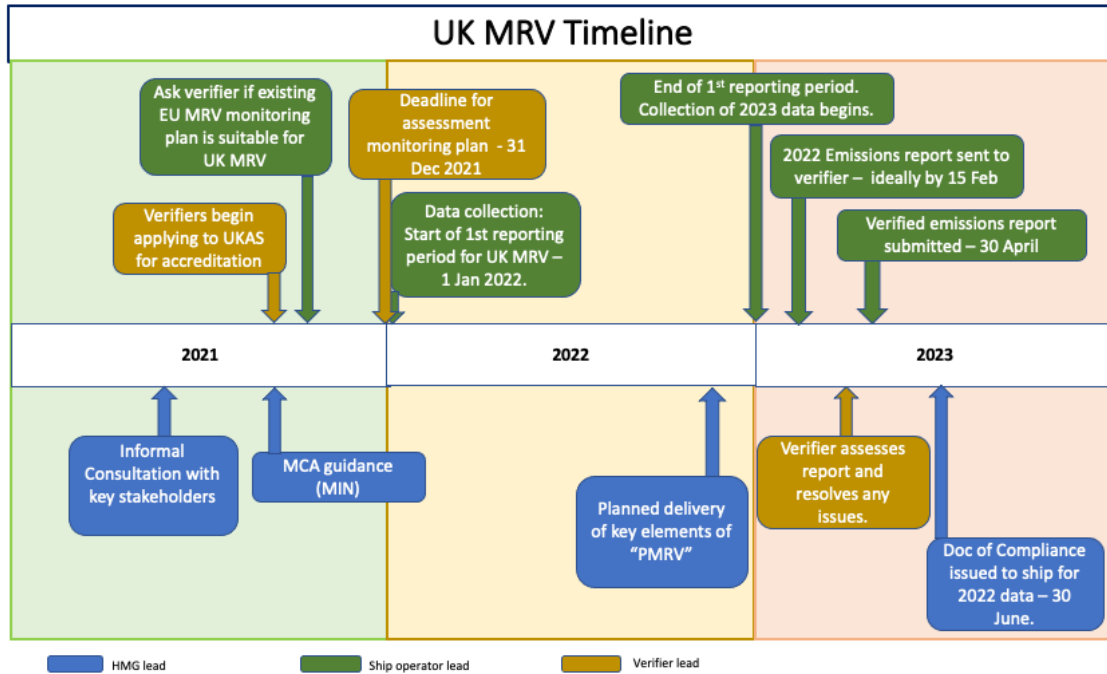 UK MRV Timeline
Ask verifier if existing
EU MRV monitoring
plan is suitable for
UK MRV
Verifiers begin
applying to UKAS
for accreditation
Deadline for
assessment
monitoring plan  - 31
Dec 2021
Data collection:
Start of 1st reporting
period for UK MRV –
1 Jan 2022.
End of 1st reporting period.
Collection of 2023 data begins.
2022 Emissions report sent to
verifier –  ideally by 15 Feb
Verified emissions report
submitted – 30 April
2021
2022
2023
Informal
Consultation with
key stakeholders
MCA guidance
(MIN)
Planned delivery
of key elements of
“PMRV”
Verifier assesses
report and
resolves any
issues.
Doc of Compliance
issued to ship for
2022 data – 30
June.
HMG lead
Ship operator lead
Verifier lead